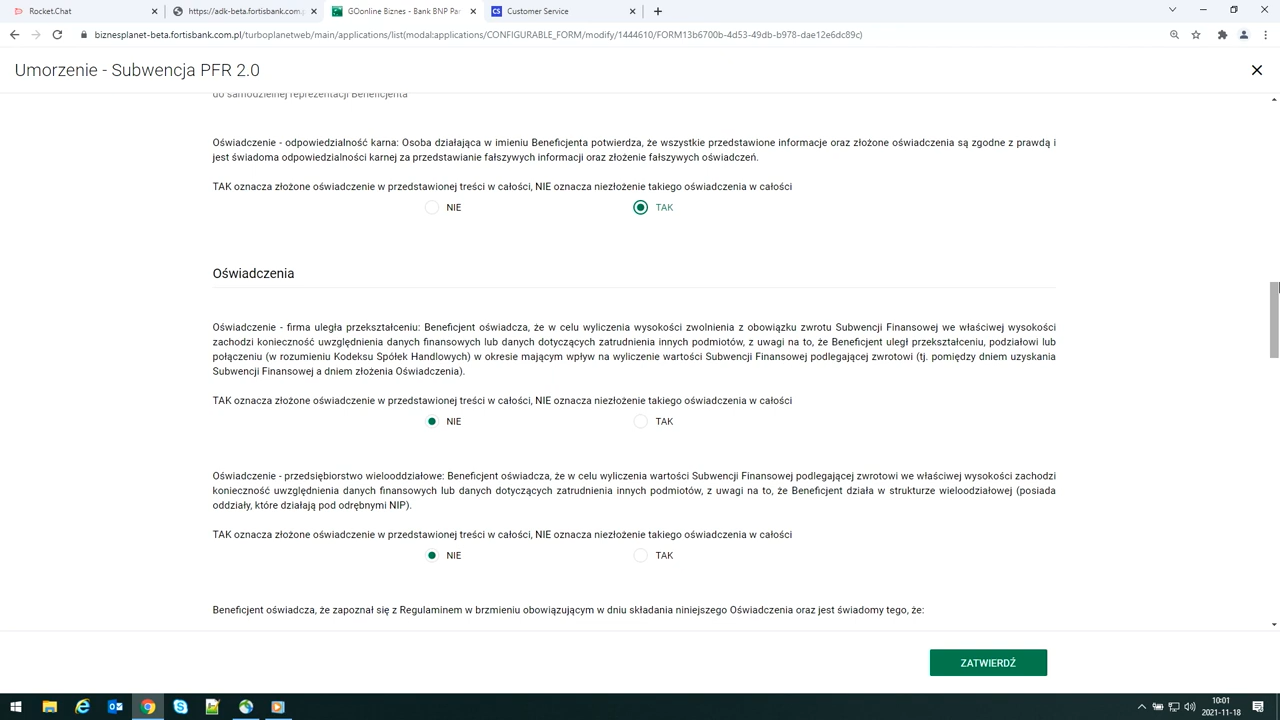 Rocket.Chat
https://adk-beta.fortisbank.com.
GOonline Biznes - Bank BNP Par
CS Customer Service
biznesplanet-beta.fortisbank.com.pl/turboplanetweb/main/applications/list(modal:applications/CONFIGURABLE_FORM/modify/1444610/FORM13b6700b-4d53-49db-b978-dae12e6dc89c)
Umorzenie - Subwencja PFR 2.0
do samodzielnej reprezentacji Beneficjenta
Oświadczenie - odpowiedzialność karna: Osoba działająca w imieniu Beneficjenta potwierdza, że wszystkie przedstawione informacje oraz złożone oświadczenia są zgodne z prawdą i
jest świadoma odpowiedzialności karnej za przedstawianie fałszywych informacji oraz złożenie fałszywych oświadczeń.
TAK oznacza złożone oświadczenie w przedstawionej treści w całości, NIE oznacza niezłożenie takiego oświadczenia w całości
NIE TAK
Oświadczenia
Oświadczenie - firma uległa przekształceniu: Beneficjent oświadcza, że w celu wyliczenia wysokości zwolnienia z obowiązku zwrotu Subwencji Finansowej we właściwej wysokości
zachodzi konieczność uwzględnienia danych finansowych lub danych dotyczących zatrudnienia innych podmiotów, z uwagi na to, że Beneficjent uległ przekształceniu, podziałowi lub
połączeniu (w rozumieniu Kodeksu Spółek Handlowych) w okresie mającym wpływ na wyliczenie wartości Subwencji Finansowej podlegającej zwrotowi (tj. pomiędzy dniem uzyskania
Subwencji Finansowej a dniem złożenia Oświadczenia).
TAK oznacza złożone oświadczenie w przedstawionej treści w całości, NIE oznacza niezłożenie takiego oświadczenia w całości
NIE TAK
Oświadczenie - przedsiębiorstwo wielooddziałowe: Beneficjent oświadcza, że w celu wyliczenia wartości Subwencji Finansowej podlegającej zwrotowi we właściwej wysokości zachodzi
konieczność uwzględnienia danych finansowych lub danych dotyczących zatrudnienia innych podmiotów, z uwagi na to, że Beneficjent działa w strukturze wieloodziałowej (posiada
oddziały, które działają pod odrębnymi NIP).
TAK oznacza złożone oświadczenie w przedstawionej treści w całości, NIE oznacza niezłożenie takiego oświadczenia w całości
NIE TAK
Beneficjent oświadcza, że zapoznał się z Regulaminem w brzmieniu obowiązującym w dniu składania niniejszego Oświadczenia oraz jest świadomy tego, że:
ZATWIERDŹ
10:01
2021-11-18